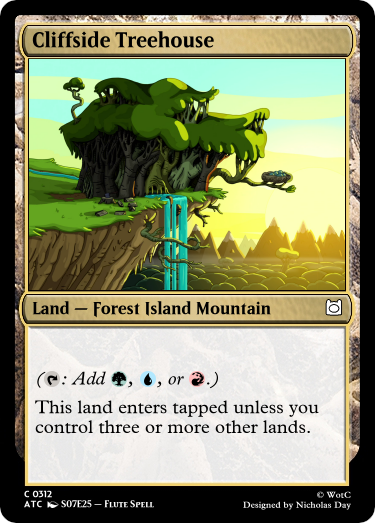 Cliffside Treehouse
Land — Forest Island Mountain
(: Add , , or .)
This land enters tapped unless you
control three or more other lands.
C 0312
ATC S07E25 — Flute Spell
© WotC
Designed by Nicholas Day